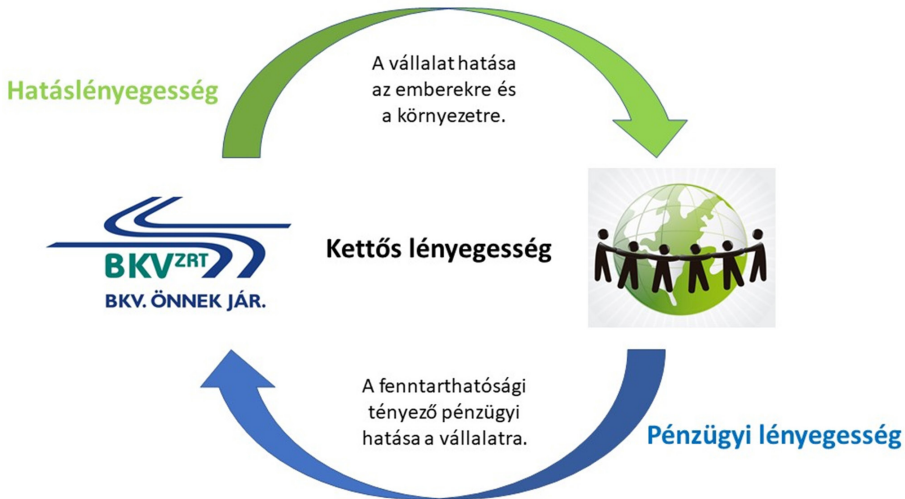 A vállalat hatása
az emberekre és
a környezetre.
Hatáslényegesség
BKV ZRT
BKV. ÖNNEK JÁR.
Kettős lényegesség
A fenntarthatósági
tényező pénzügyi
hatása a vállalatra.
Pénzügyi lényegesség